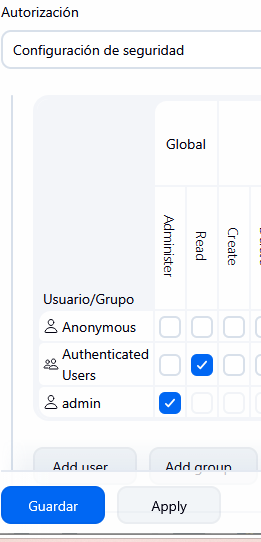 Autorización
Configuración de seguridad
Global
Administer
Read
Create
Usuario/Grupo
Anonymous
Authenticated
Users
admin
Add user
Add group
Guardar
Apply